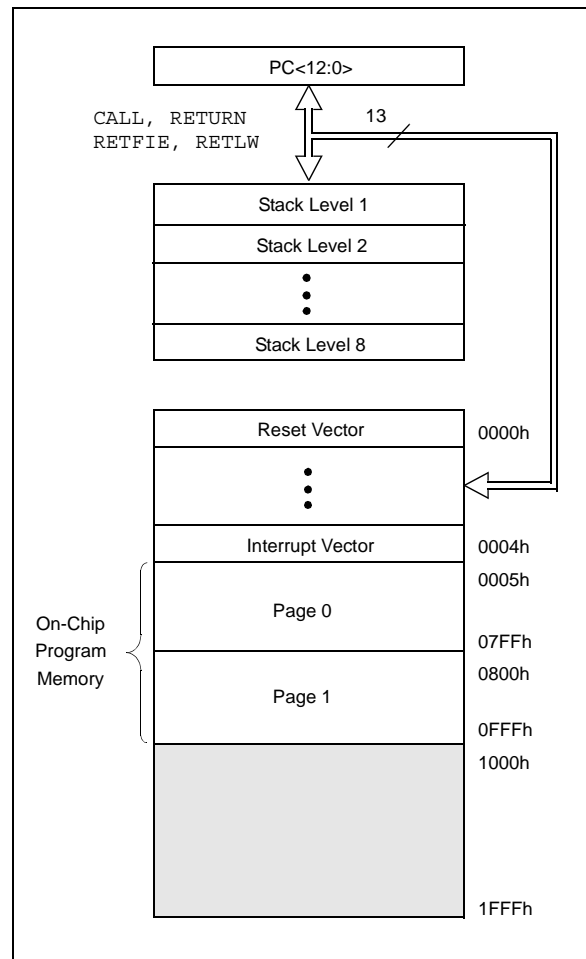 PC<12:0>
CALL, RETURN
RETFIE, RETLW
13
Stack Level 1
Stack Level 2
Stack Level 8
Reset Vector
0000h
Interrupt Vector
0004h
0005h
On-Chip
Program
Memory
Page 0
07FFh
0800h
Page 1
0FFFh
1000h
1FFFh